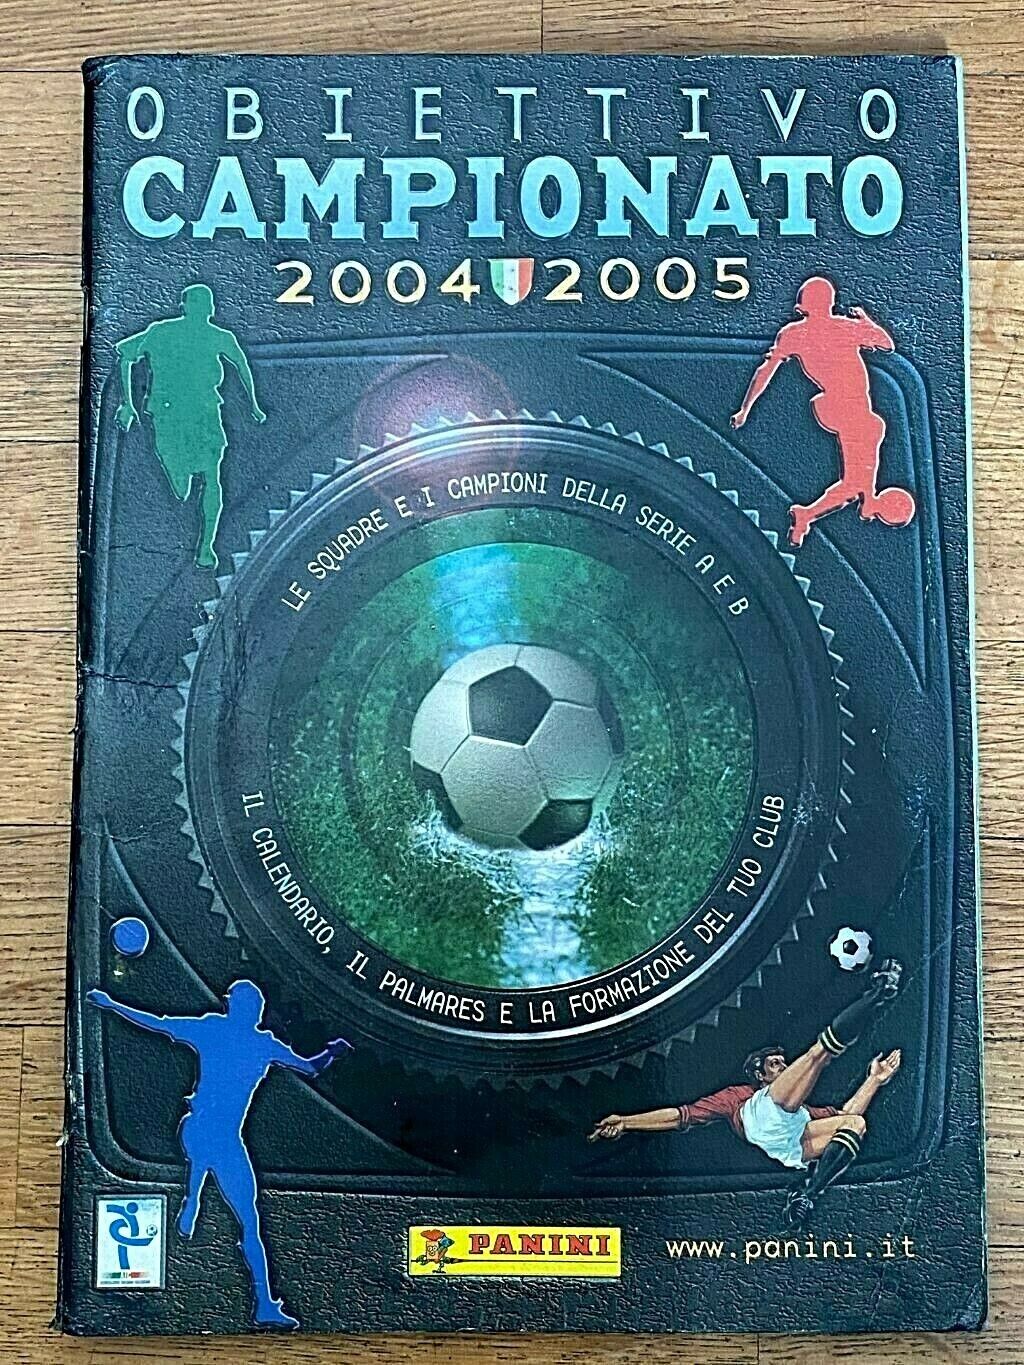 OBIETTIVO
CAMPIONATO
2004 2005
LE SQUADRE E I CAMPIONI DELLA SERIE A E B
IL CALENDARIO, IL PALMARES E LA FORMAZIONE DEL TUO CLUB
PANINI
www.panini.it